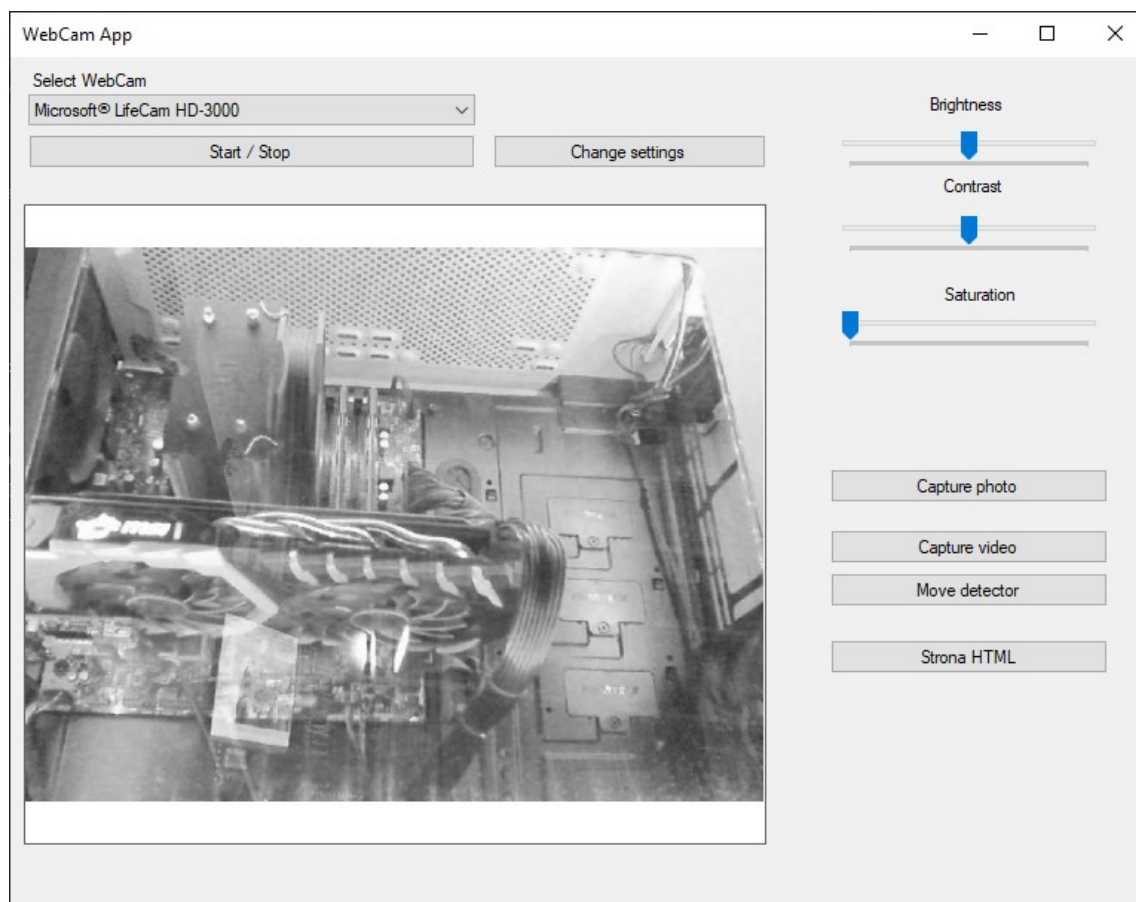 WebCam App
Select WebCam
Microsoft® LifeCam HD-3000
Start / Stop
Change settings
Brightness
Contrast
Saturation
Capture photo
Capture video
Move detector
Strona HTML
msi